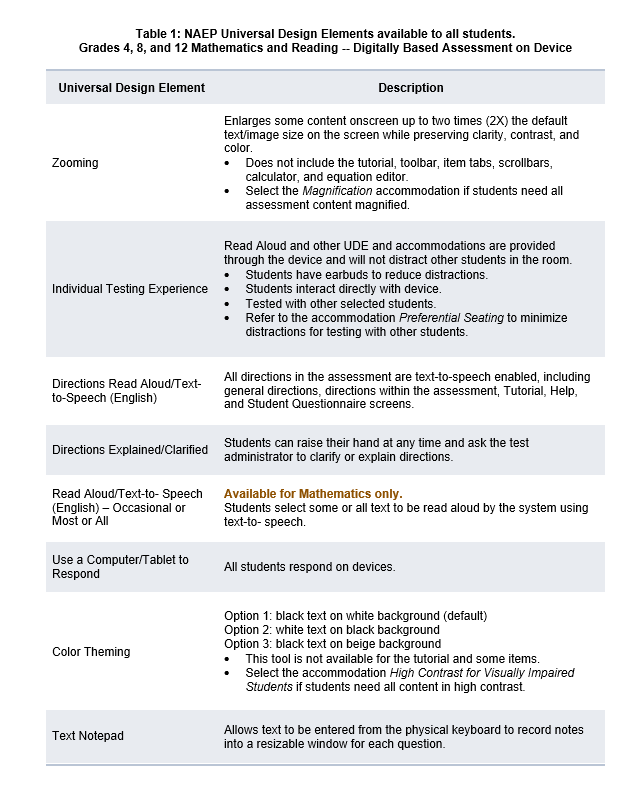 Table 1: NAEP Universal Design Elements available to all students.
Grades 4, 8, and 12 Mathematics and Reading -- Digitally Based Assessment on Device
Universal Design Element
Description
Zooming
Enlarges some content onscreen up to two times (2X) the default
text/image size on the screen while preserving clarity, contrast, and
color.
• Does not include the tutorial, toolbar, item tabs, scrollbars,
calculator, and equation editor.
• Select the Magnification accommodation if students need all
assessment content magnified.
Individual Testing Experience
Read Aloud and other UDE and accommodations are provided
through the device and will not distract other students in the room.
• Students have earbuds to reduce distractions.
• Students interact directly with device.
• Tested with other selected students.
• Refer to the accommodation Preferential Seating to minimize
distractions for testing with other students.
Directions Read Aloud/Text-
to-Speech (English)
All directions in the assessment are text-to-speech enabled, including
general directions, directions within the assessment, Tutorial, Help,
and Student Questionnaire screens.
Directions Explained/Clarified
Students can raise their hand at any time and ask the test
administrator to clarify or explain directions.
Read Aloud/Text-to- Speech
(English) – Occasional or
Most or All
Available for Mathematics only.
Students select some or all text to be read aloud by the system using
text-to- speech.
Use a Computer/Tablet to
Respond
All students respond on devices.
Color Theming
Option 1: black text on white background (default)
Option 2: white text on black background
Option 3: black text on beige background
• This tool is not available for the tutorial and some items.
• Select the accommodation High Contrast for Visually Impaired
Students if students need all content in high contrast.
Text Notepad
Allows text to be entered from the physical keyboard to record notes
into a resizable window for each question.